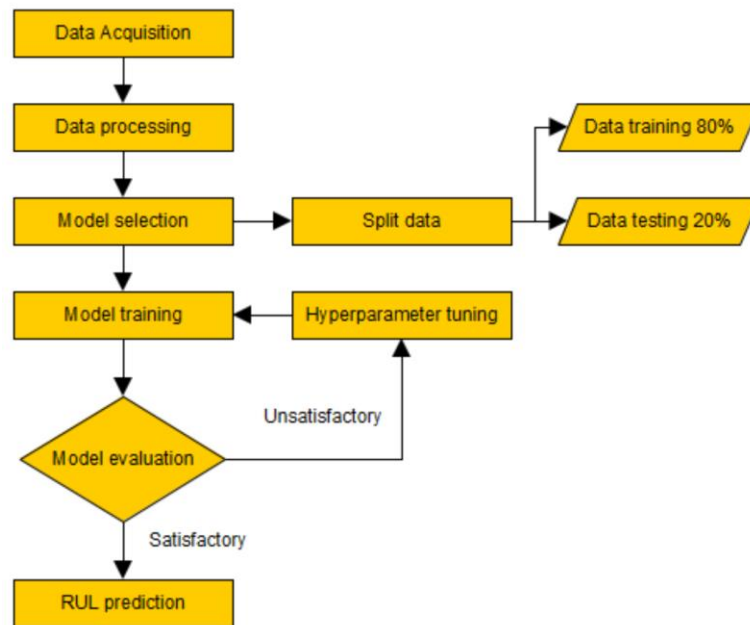 Data Acquisition
Data processing
Data training 80%
Model selection
Split data
Data testing 20%
Model training
Hyperparameter tuning
Unsatisfactory
Model evaluation
Satisfactory
RUL prediction